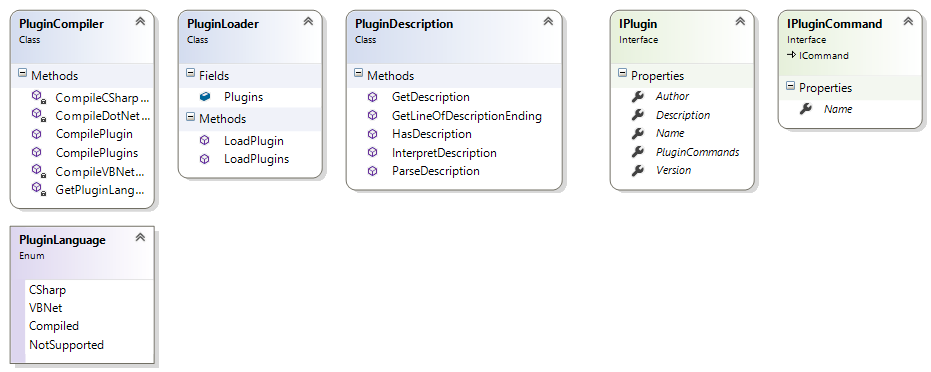 PluginCompiler
Class
Methods
CompileCSharp ...
CompileDotNet...
CompilePlugin
CompilePlugins
CompileVBNet...
GetPluginLang...
PluginLoader
Class
Fields
Plugins
Methods
LoadPlugin
LoadPlugins
PluginDescription
Class
Methods
GetDescription
GetLineOfDescriptionEnding
HasDescription
InterpretDescription
ParseDescription
IPlugin
Interface
Properties
Author
Description
Name
PluginCommands
Version
IPluginCommand
Interface
ICommand
Properties
Name
PluginLanguage
Enum
CSharp
VBNet
Compiled
NotSupported